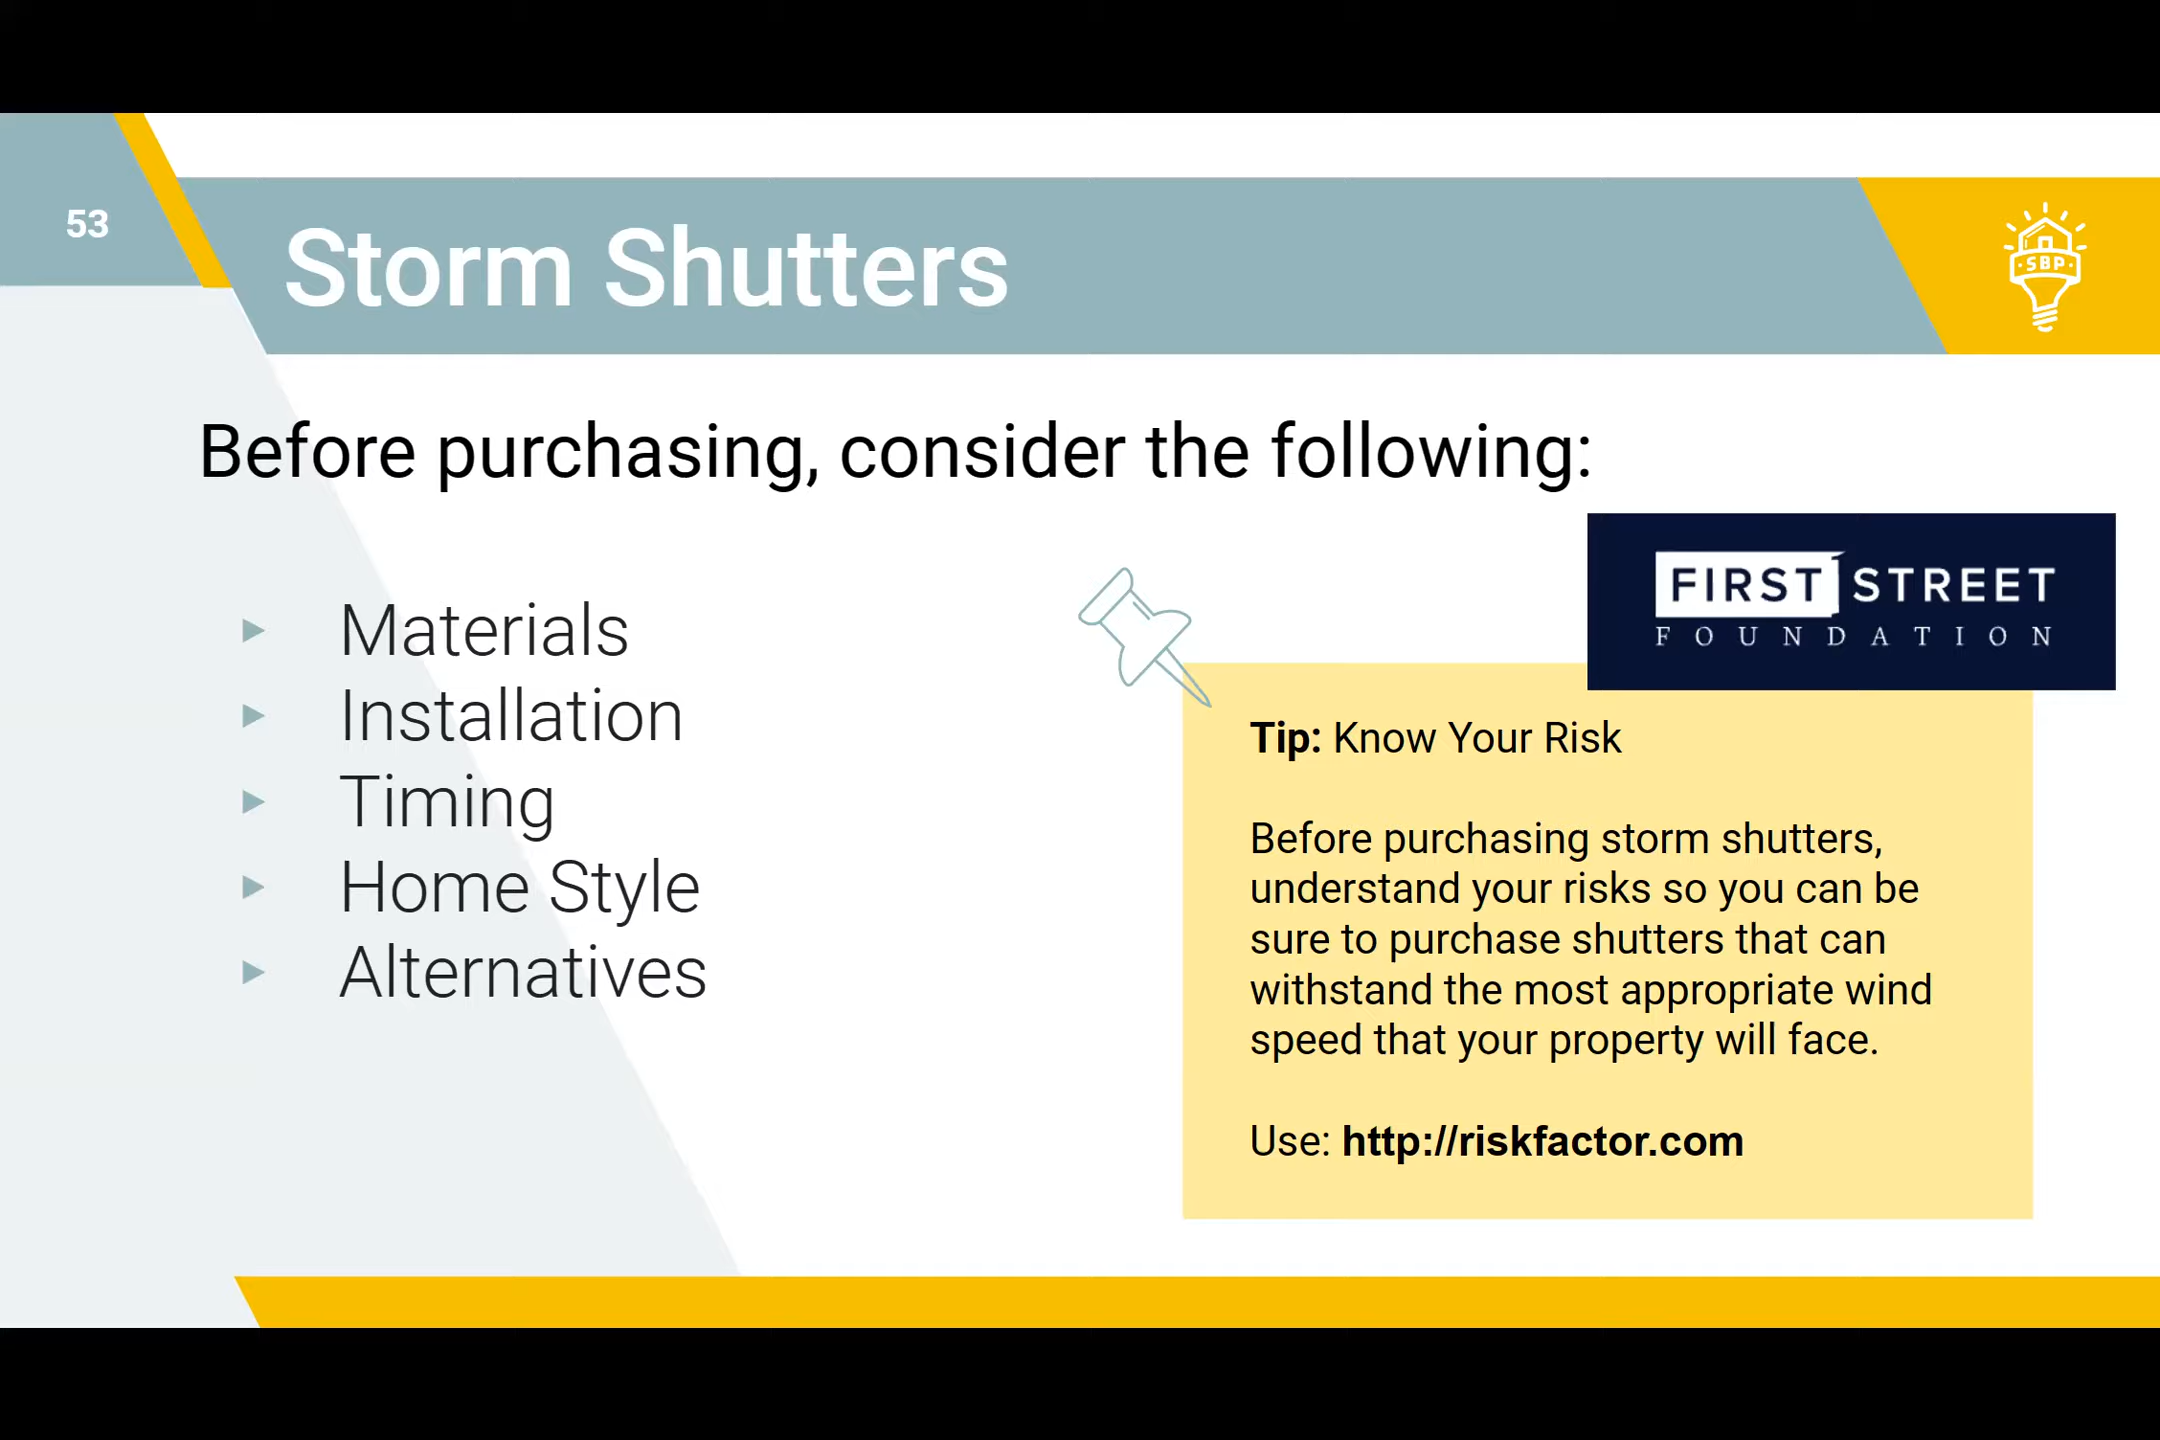 53
Storm Shutters
SBP
Before purchasing, consider the following:
Materials
Installation
Timing
Home Style
Alternatives
FIRST STREET
FOUNDATION
Tip: Know Your Risk
Before purchasing storm shutters,
understand your risks so you can be
sure to purchase shutters that can
withstand the most appropriate wind
speed that your property will face.
Use: http://riskfactor.com